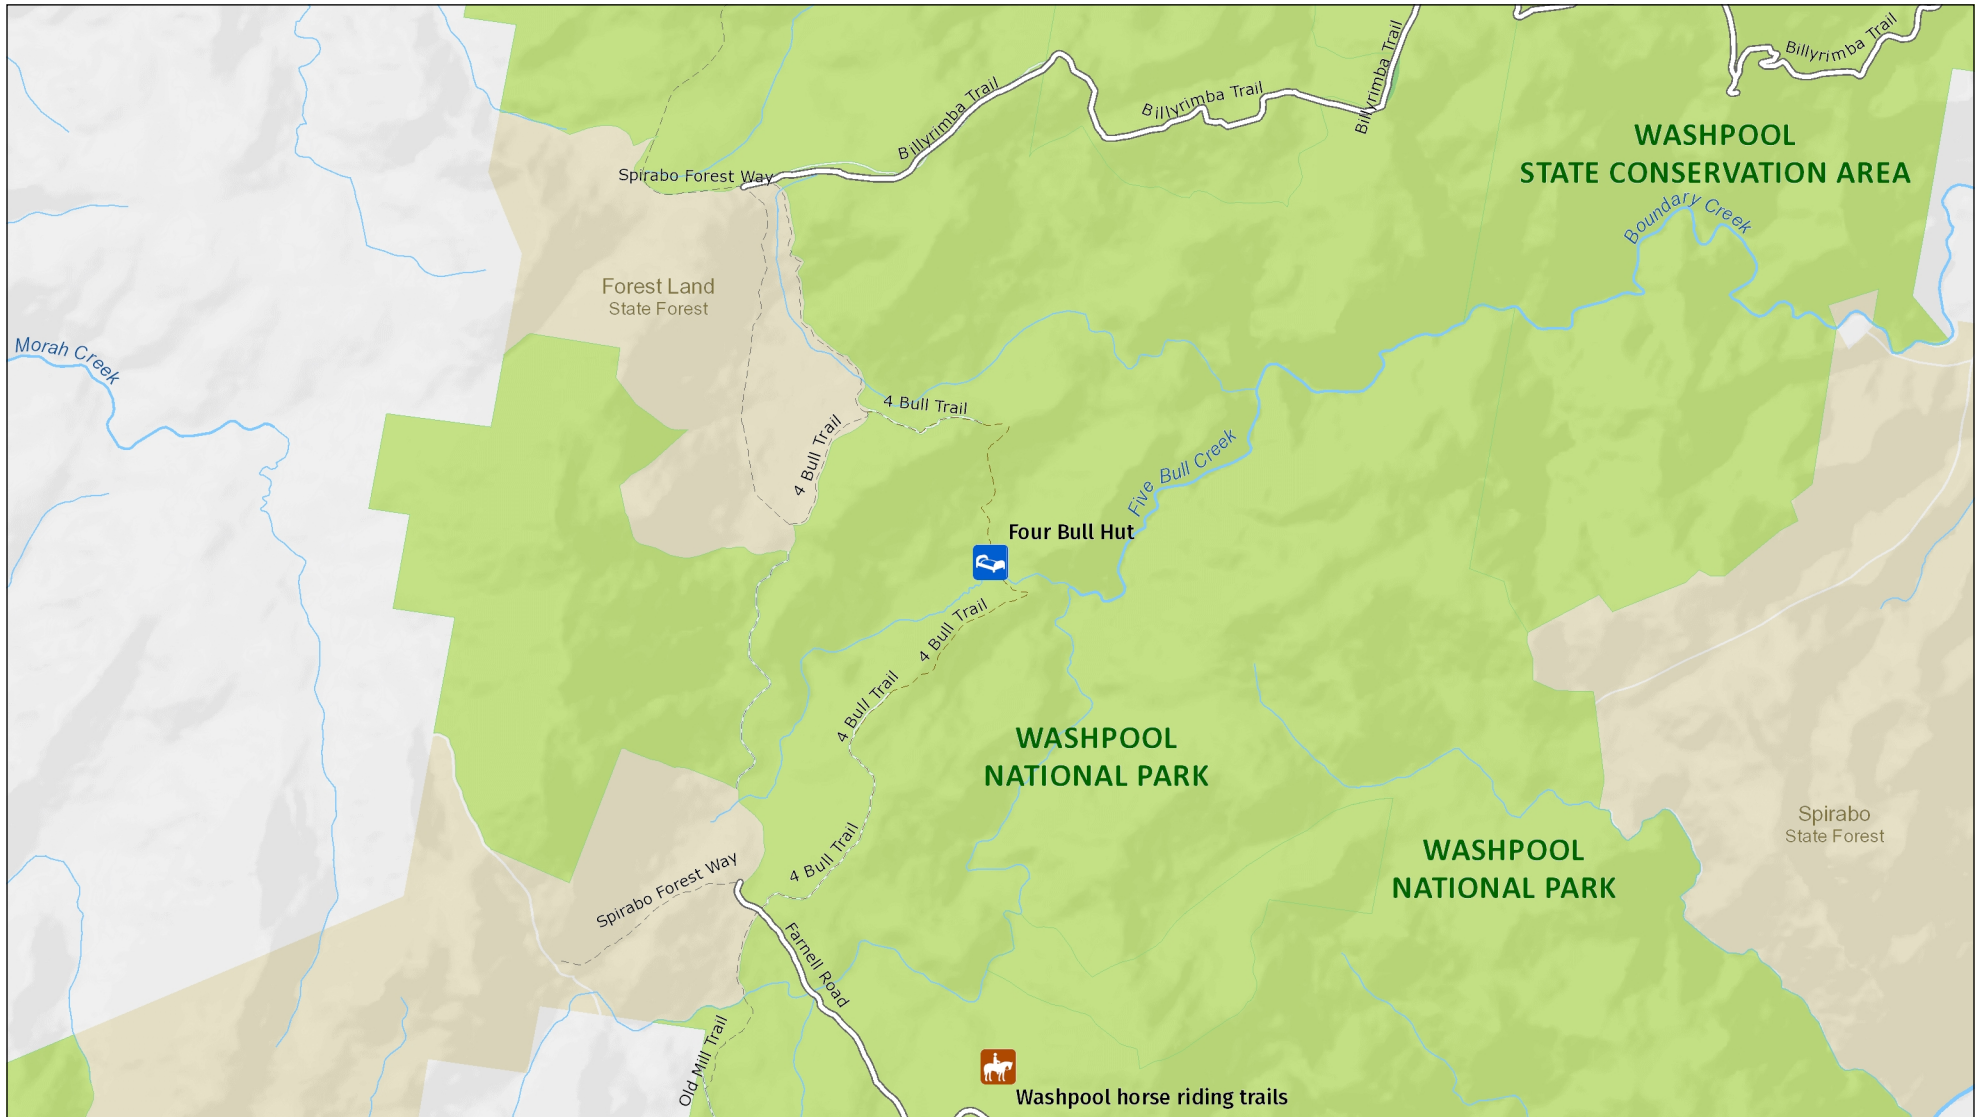 Billyrimba Trail
Billyrimba Trail
Billyrimba Trail
Billyrimba Trail
WASHPOOL
STATE CONSERVATION AREA
Spirabo Forest Way
Boundary Creek
Forest Land
State Forest
Morah Creek
4 Bull Trail
4 Bull Trail
Five Bull Creek
Four Bull Hut
4 Bull Trail
4 Bull Trail
WASHPOOL
NATIONAL PARK
Spirabo
State Forest
4 Bull Trail
WASHPOOL
NATIONAL PARK
Spirabo Forest Way
Farnell Road
Old Mill Trail
Washpool horse riding trails